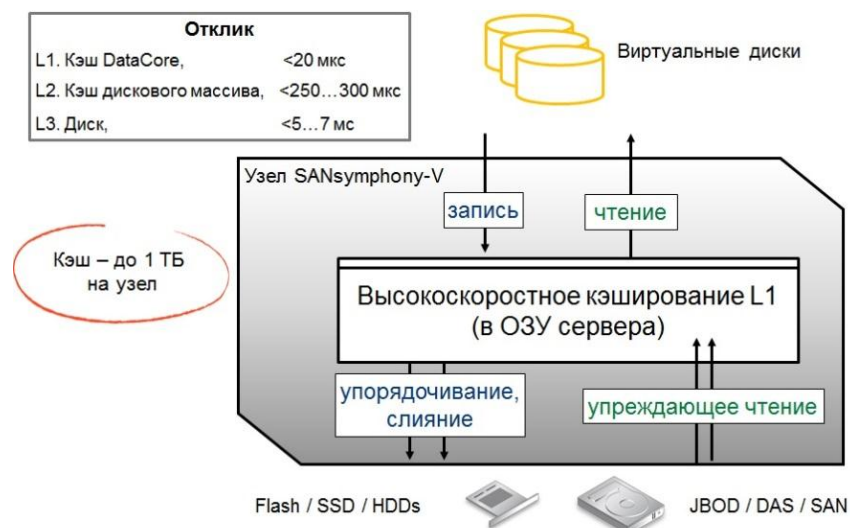 Отклик
L1. Кэш DataCore, <20 мкс
L2. Кэш дискового массива, <250...300 мкс
L3. Диск, <5...7 мс
Виртуальные диски
Узел SANsymphony-V
запись
чтение
Кэш – до 1 ТБ
на узел
Высокоскоростное кэширование L1
(в ОЗУ сервера)
упорядочивание,
слияние
упреждающее чтение
Flash / SSD / HDDs
JBOD / DAS / SAN